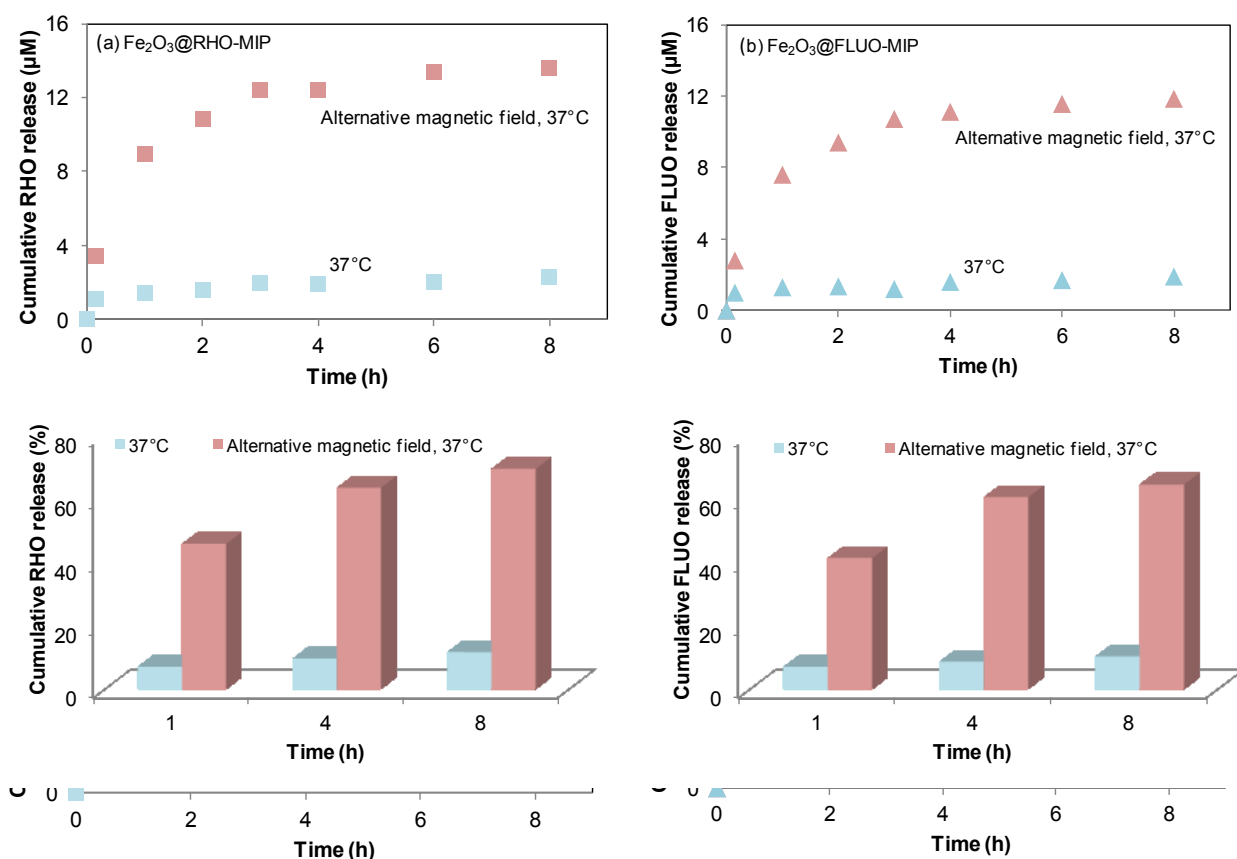 (a) Fe₂O₃@RHO-MIP
Cumulative RHO release (µM)
16
12
8
4
0
Alternative magnetic field, 37°C
37°C
0 2 4 6 8
Time (h)
(b) Fe₂O₃@FLUO-MIP
Cumulative FLUO release (µM)
16
12
8
4
0
Alternative magnetic field, 37°C
37°C
0 2 4 6 8
Time (h)
Cumulative RHO release (%)
80
60
40
20
0
37°C Alternative magnetic field, 37°C
1 4 8
Time (h)
Cumulative FLUO release (%)
80
60
40
20
0
37°C Alternative magnetic field, 37°C
1 4 8
Time (h)
0
0 2 4 6 8
Time (h)
0
0 2 4 6 8
Time (h)